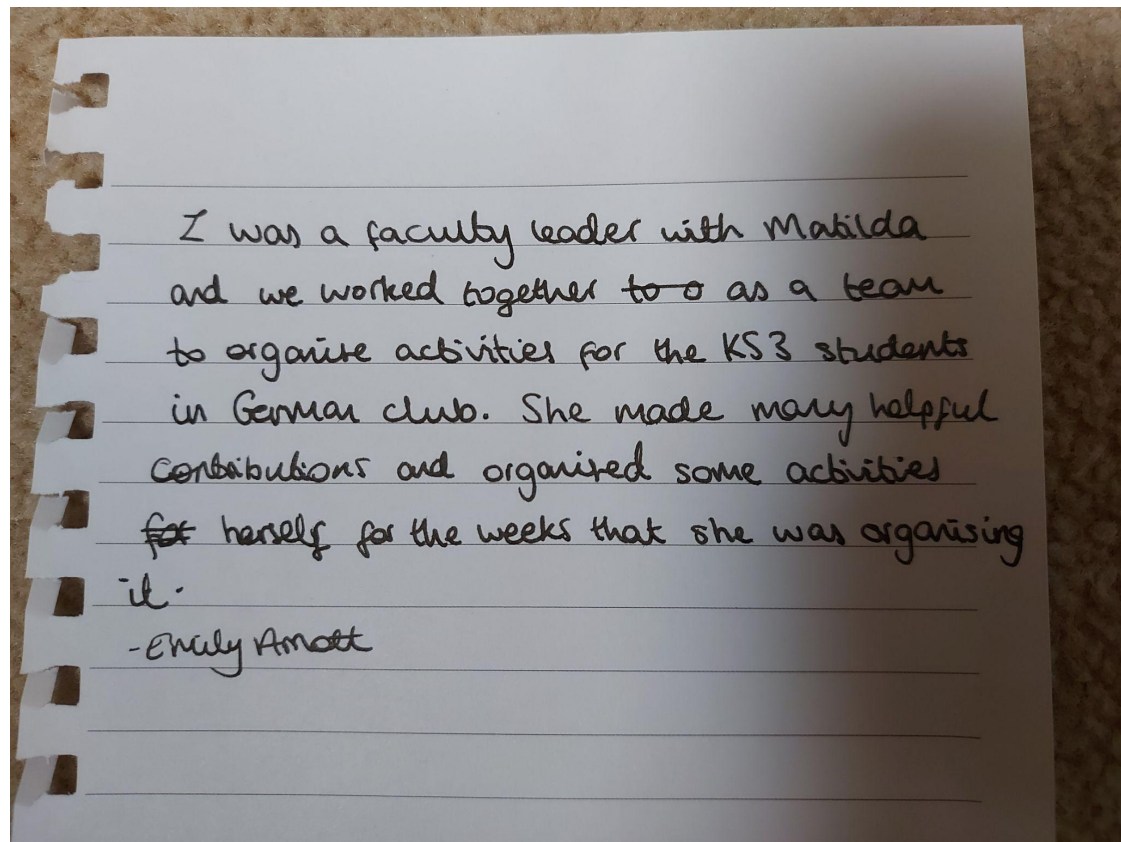 I was a faculty leader with Matilda
and we worked together ~~to o~~ as a team
to organise activities for the KS3 students
in German club. She made many helpful
contributions and organised some activities
~~for~~ herself for the weeks that she was organising
it.
-Emily Arnott